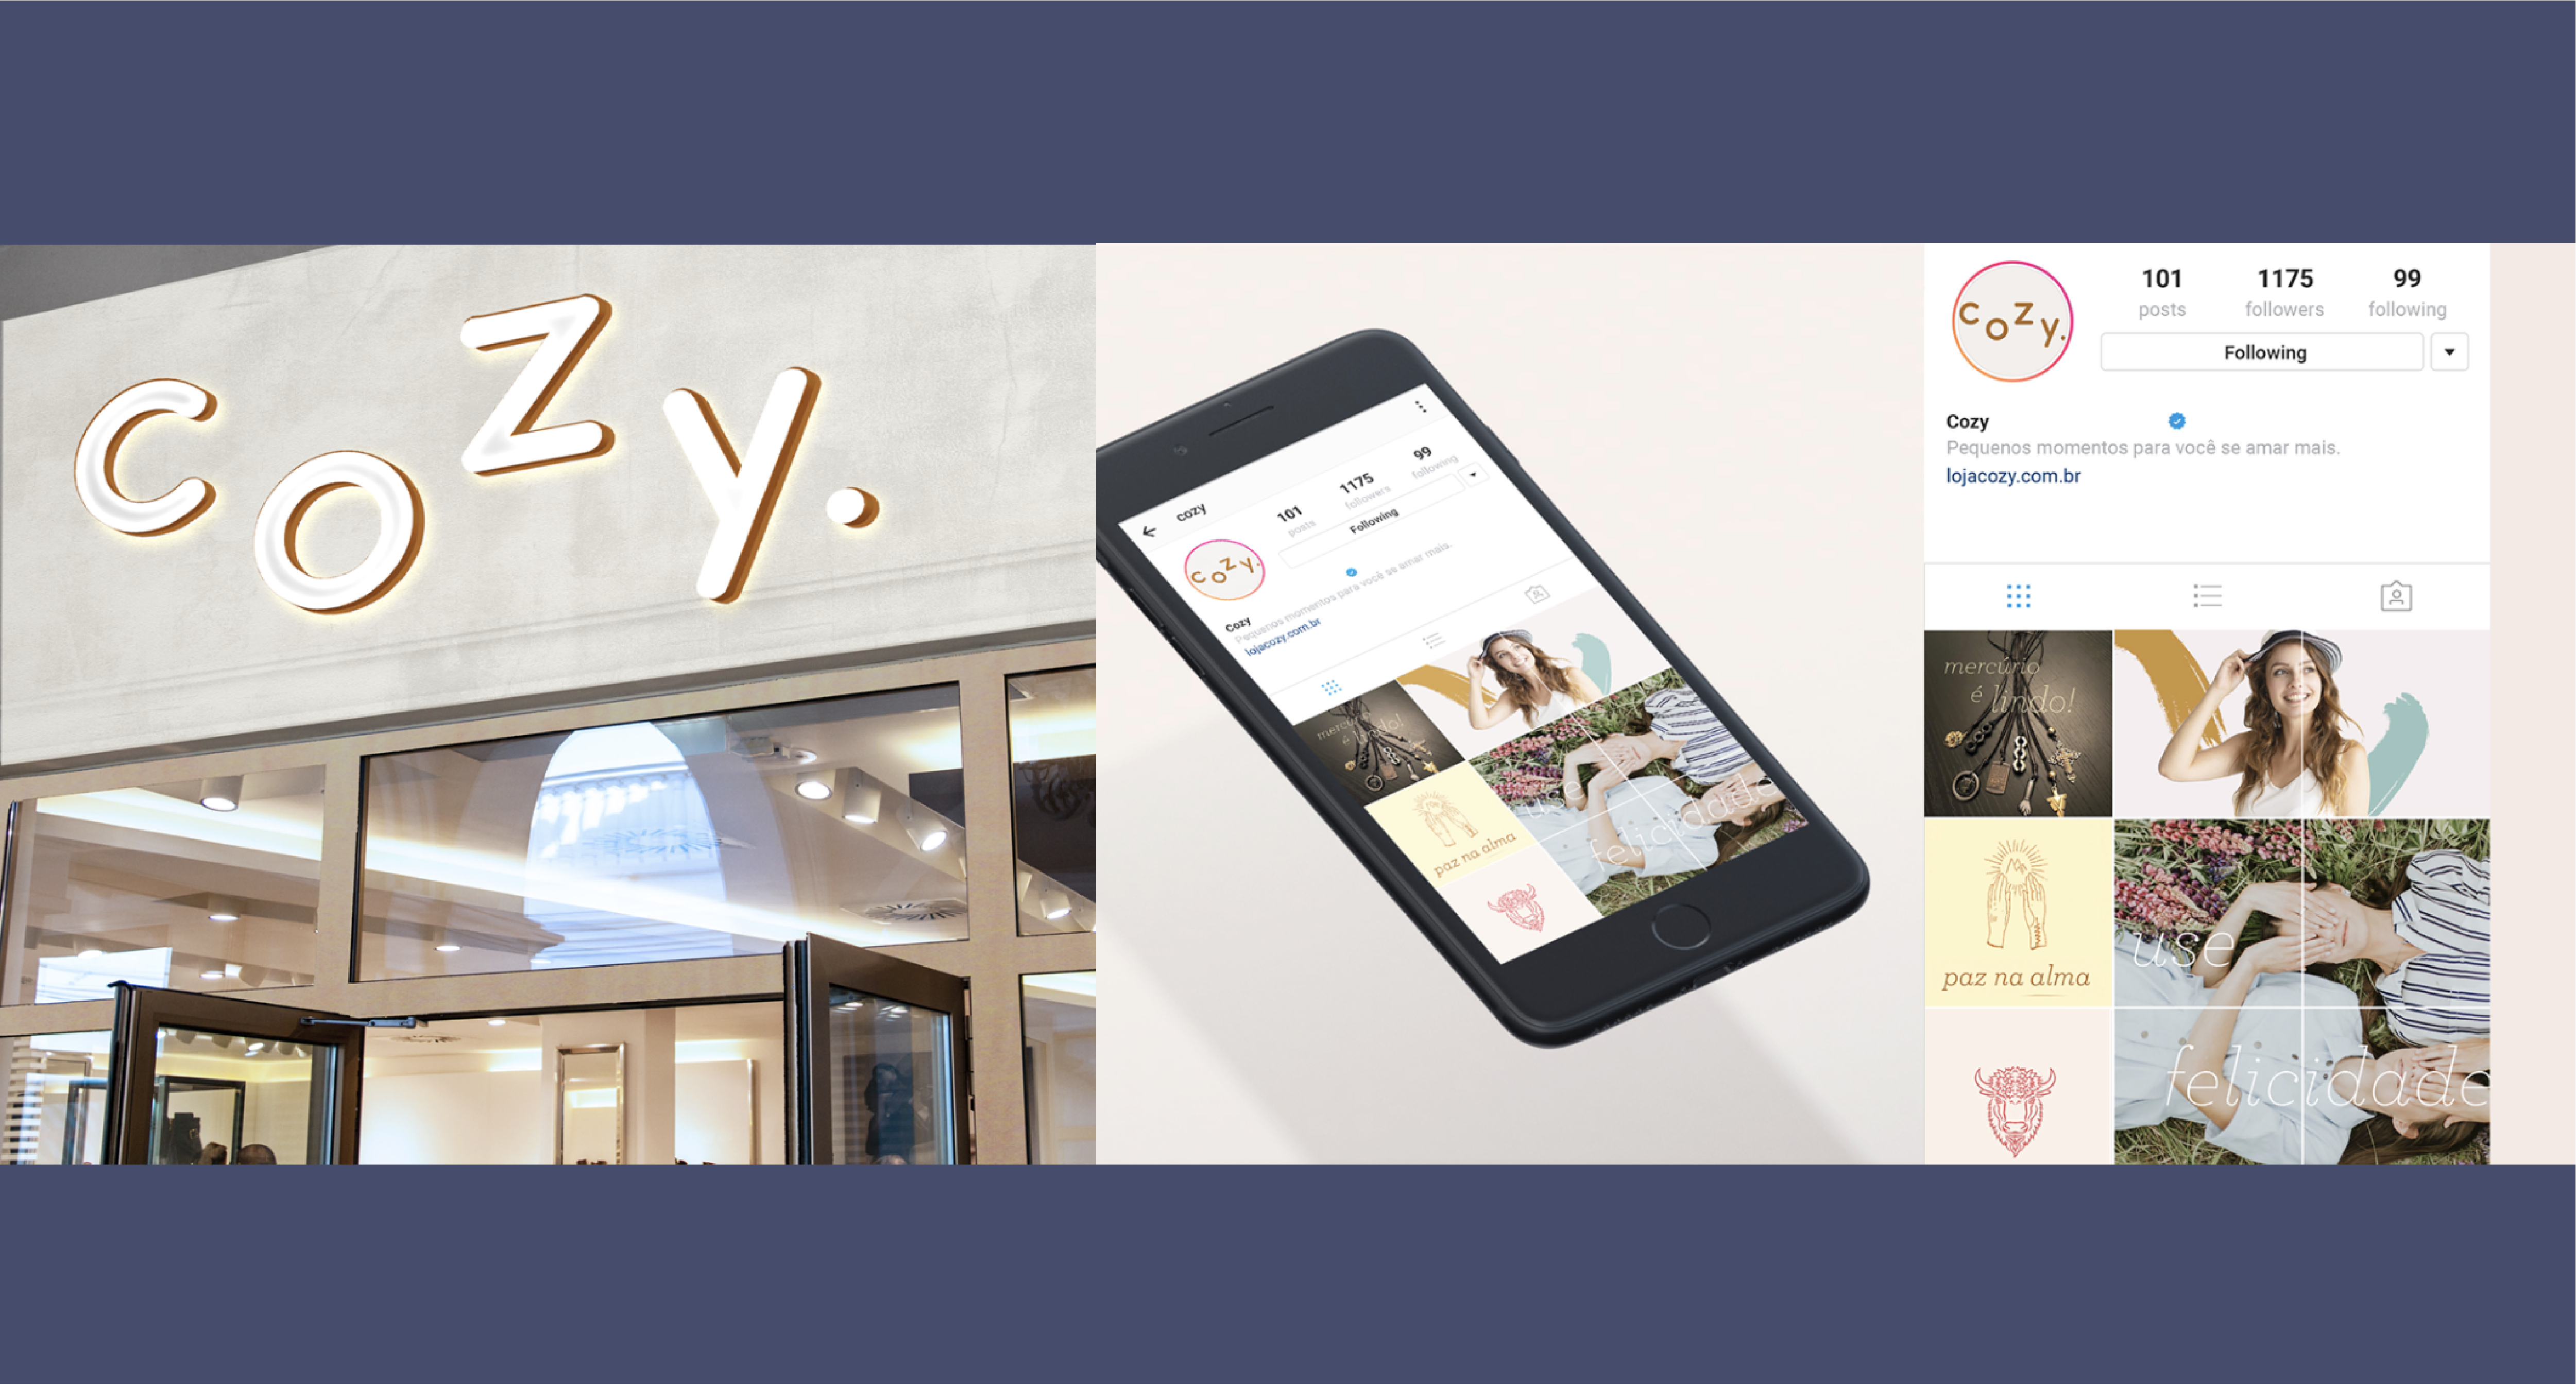 cozy.
cozy
101
posts
1175
followers
99
following
Following
cozy.
Cozy
Pequenos momentos para você se amar mais.
lojacozy.com.br
mercúrio
é lindo!
paz na alma
use
felicidade
cozy.
101
posts
1175
followers
99
following
Following
Cozy
Pequenos momentos para você se amar mais.
lojacozy.com.br
mercúrio
é lindo!
paz na alma
use
felicidade